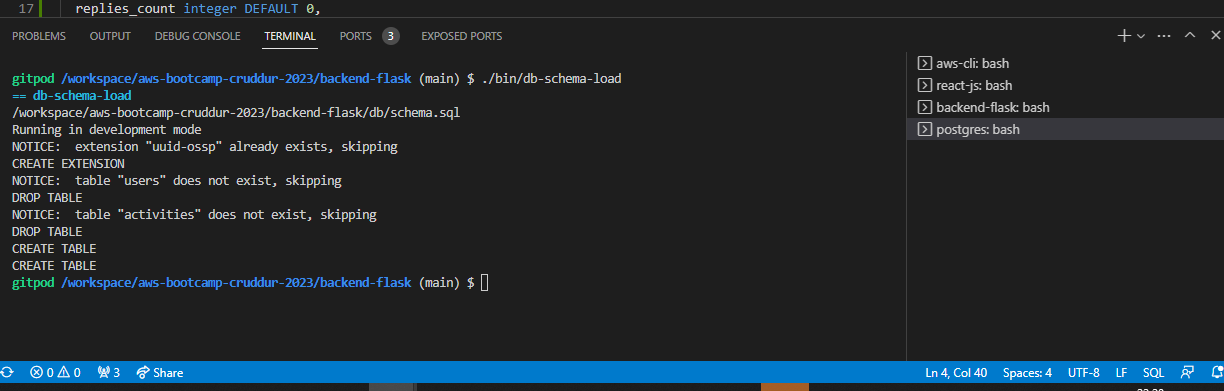 17 replies_count integer DEFAULT 0,
PROBLEMS OUTPUT DEBUG CONSOLE TERMINAL PORTS 3 EXPOSED PORTS
gitpod /workspace/aws-bootcamp-cruddur-2023/backend-flask (main) $ ./bin/db-schema-load
== db-schema-load
/workspace/aws-bootcamp-cruddur-2023/backend-flask/db/schema.sql
Running in development mode
NOTICE:  extension "uuid-ossp" already exists, skipping
CREATE EXTENSION
NOTICE:  table "users" does not exist, skipping
DROP TABLE
NOTICE:  table "activities" does not exist, skipping
DROP TABLE
CREATE TABLE
CREATE TABLE
gitpod /workspace/aws-bootcamp-cruddur-2023/backend-flask (main) $
aws-cli: bash
react-js: bash
backend-flask: bash
postgres: bash
0 0 3 Share Ln 4, Col 40 Spaces: 4 UTF-8 LF SQL